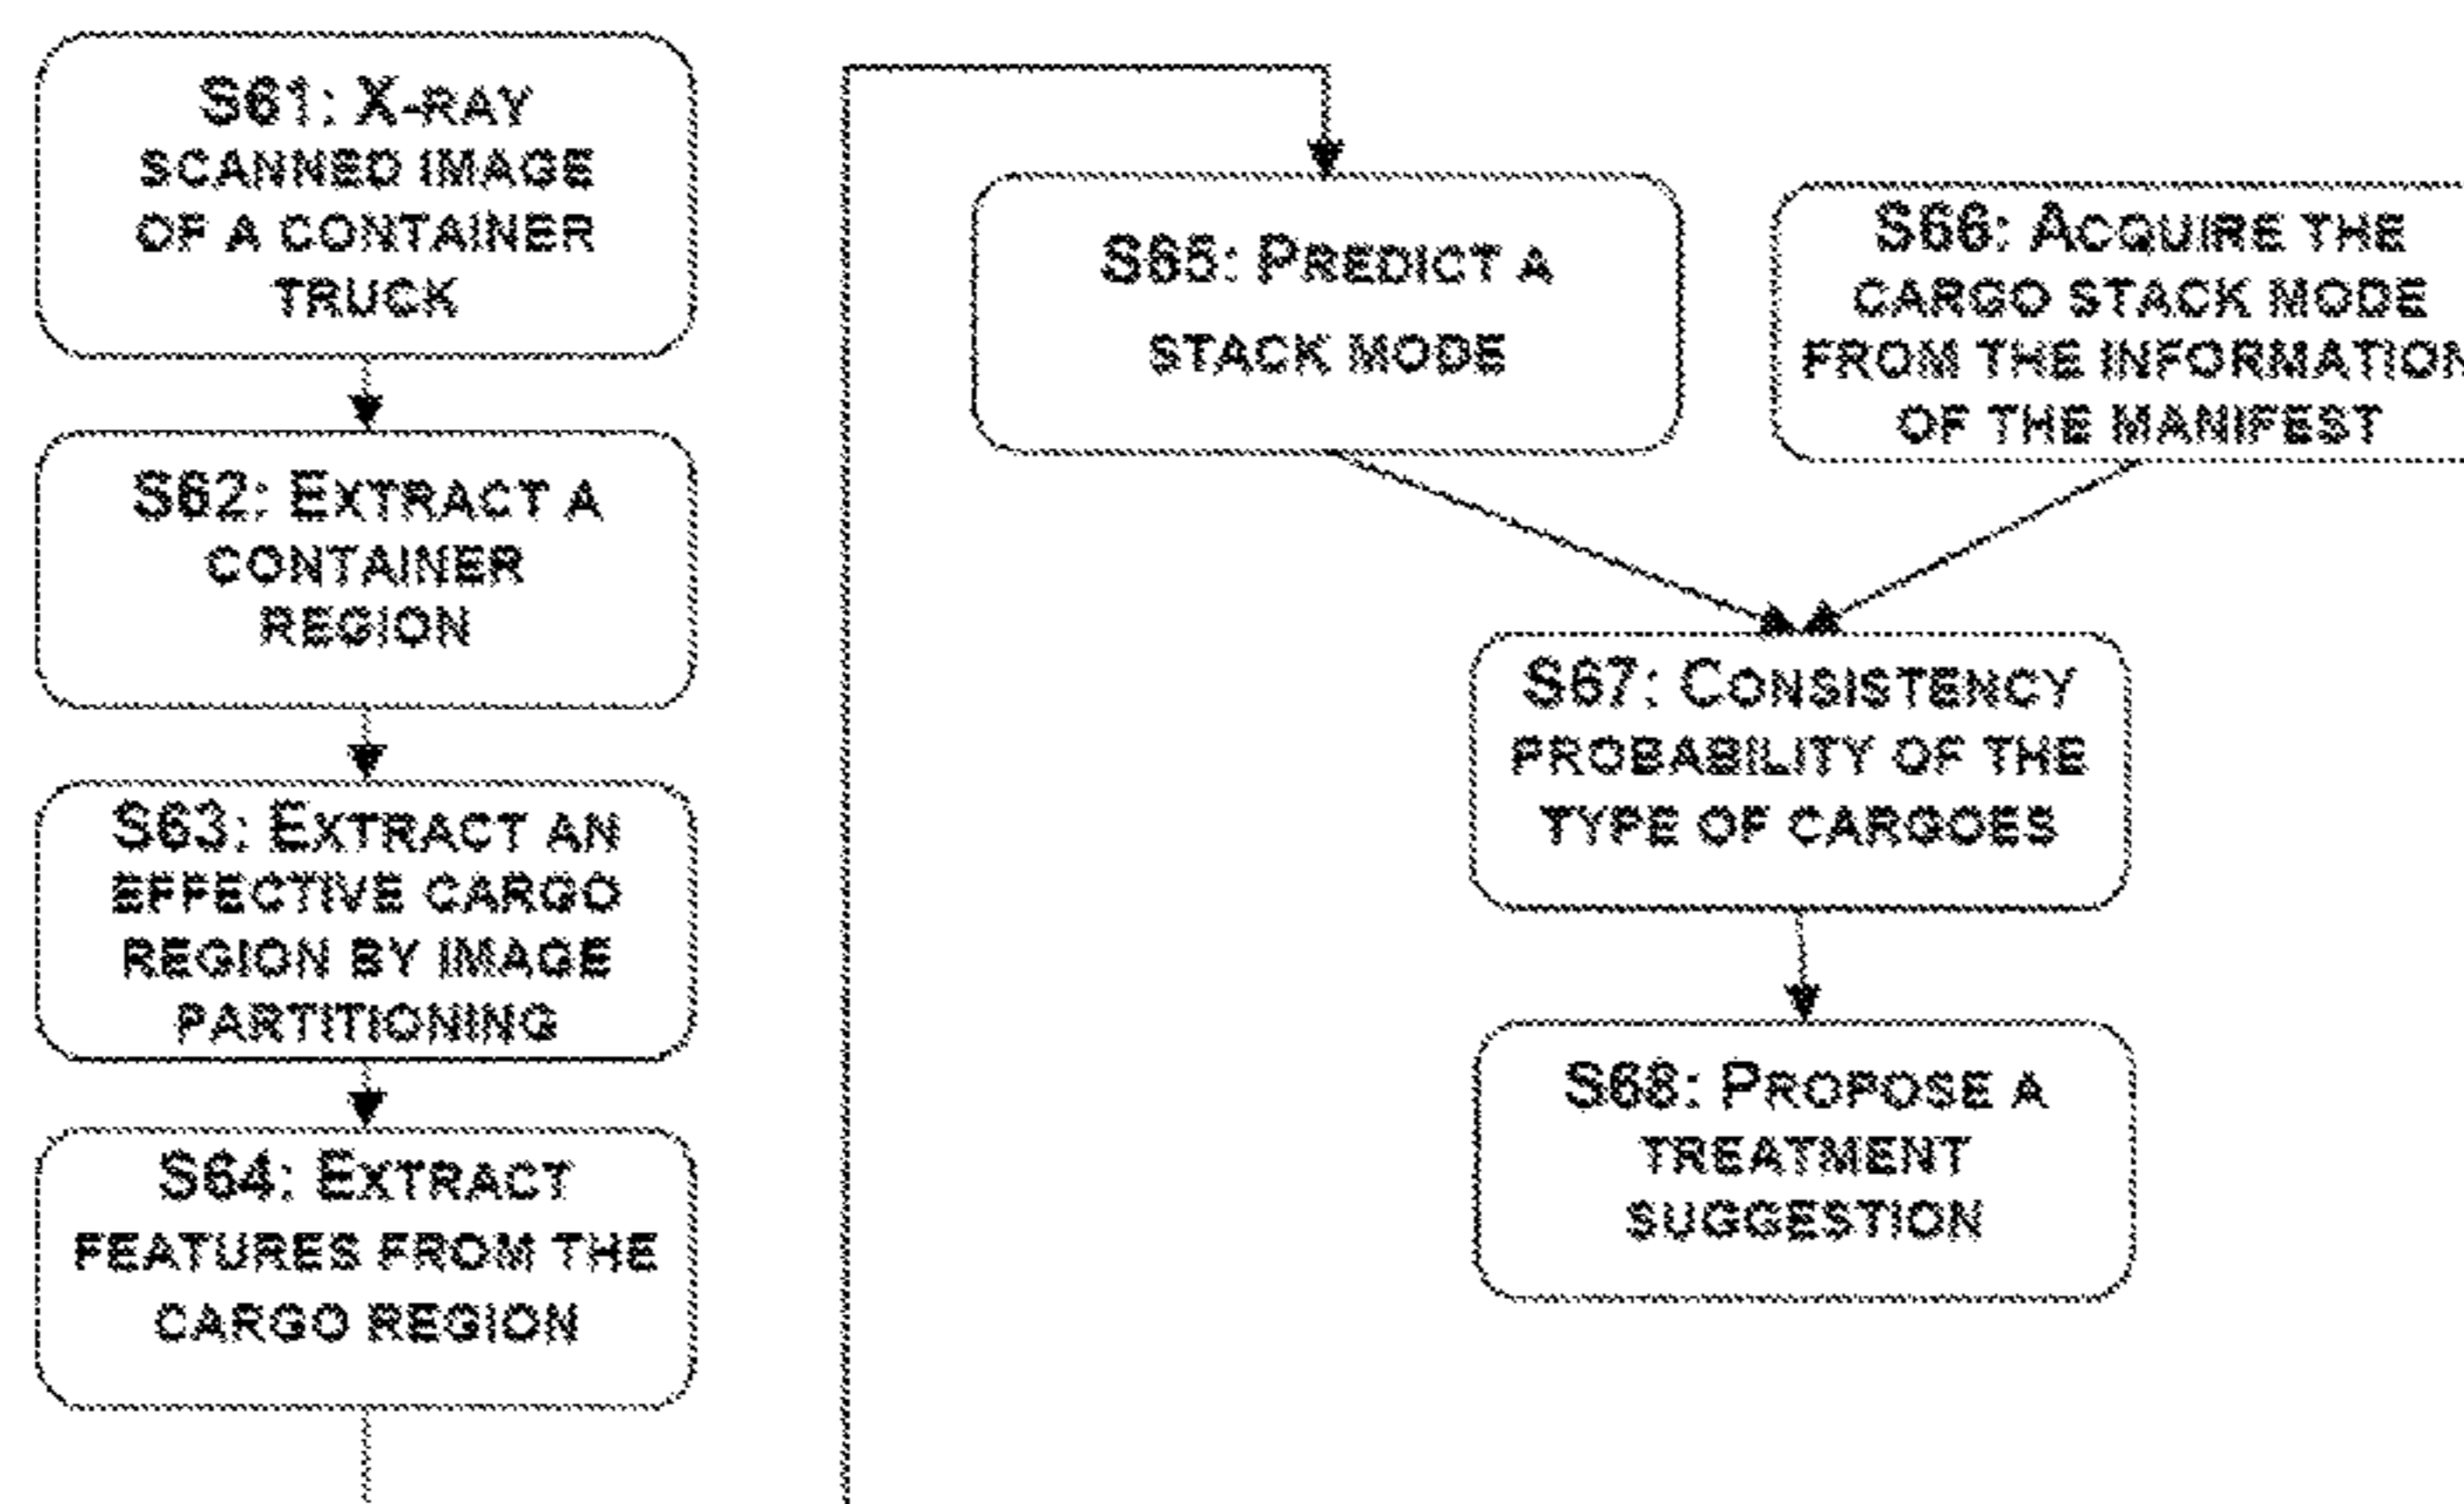 S61: X-RAY
SCANNED IMAGE
OF A CONTAINER
TRUCK
S62: EXTRACT A
CONTAINER
REGION
S63: EXTRACT AN
EFFECTIVE CARGO
REGION BY IMAGE
PARTITIONING
S64: EXTRACT
FEATURES FROM THE
CARGO REGION
S65: PREDICT A
STACK MODE
S66: ACQUIRE THE
CARGO STACK MODE
FROM THE INFORMATION
OF THE MANIFEST
S67: CONSISTENCY
PROBABILITY OF THE
TYPE OF CARGOES
S68: PROPOSE A
TREATMENT
SUGGESTION